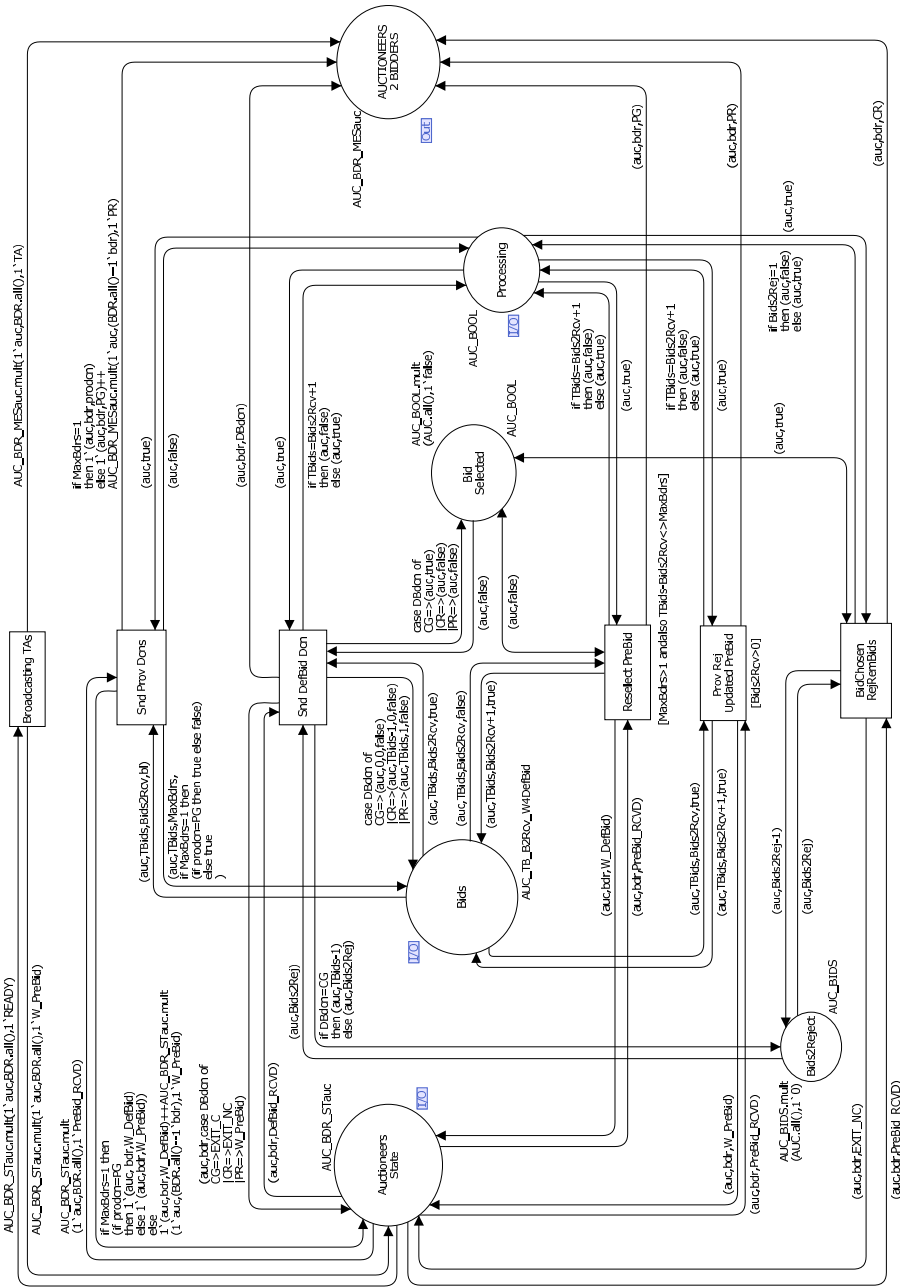 AUC_BDR_STauc.mult(1`auc,BDR.all(),1`READY)
AUC_BDR_STauc.mult(1`auc,BDR.all(),1`W_PreBid)
Broadcasting TAs
AUC_BDR_MESauc.mult(1`auc,BDR.all(),1`TA)
AUC_BDR_STauc.mult
(1`auc,BDR.all(),1`PreBid_RCVD)
if MaxBdrs=1 then
(if prodcn=PG
then 1`(auc, bdr,W_DefBid)
else 1`(auc,bdr,W_PreBid))
else
1`(auc,bdr,W_DefBid)++AUC_BDR_STauc.mult
(1`auc,(BDR.all()--1`bdr),1`W_PreBid)
Snd Prov Dcns
if MaxBdrs=1
then 1`(auc,bdr,prodcn)
else 1`(auc,bdr,PG)++
AUC_BDR_MESauc.mult(1`auc,(BDR.all()--1`bdr),1`PR)
(auc,TBids,Bids2Rcv,bl)
(auc,TBids,MaxBdrs,
if MaxBdrs=1 then
(if prodcn=PG then true else false)
else true
)
(auc,true)
(auc,false)
(auc,bdr,case DBdcn of
CG=>EXIT_C
|CR=>EXIT_NC
|PR=>W_PreBid)
(auc,bdr,DefBid_RCVD)
Snd DefBid Dcn
(auc,bdr,DBdcn)
(auc,true)
if TBids=Bids2Rcv+1
then (auc,false)
else (auc,true)
(auc,Bids2Rej)
if DBdcn=CG
then (auc,TBids-1)
else (auc,Bids2Rej)
case DBdcn of
CG=>(auc,0,0,false)
|CR=>(auc,TBids-1,0,false)
|PR=>(auc,TBids,1,false)
(auc,TBids,Bids2Rcv,true)
case DBdcn of
CG=>(auc,true)
|CR=>(auc,false)
|PR=>(auc,false)
(auc,false)
(auc,false)
(auc,TBids,Bids2Rcv,false)
(auc,TBids,Bids2Rcv+1,true)
AUC_BDR_STauc
Auctioneers
State
I/O
I/O
Bids
AUC_TB_B2Rcv_W4DefBid
AUC_BOOL.mult
(AUC.all(),1`false)
Bid
Selected
AUC_BOOL
AUC_BOOL
Processing
I/O
AUC_BDR_MESauc
AUCTIONEERS
2 BIDDERS
Out
(auc,bdr,W_DefBid)
(auc,bdr,PreBid_RCVD)
Reselect PreBid
[MaxBdrs>1 andalso TBids-Bids2Rcv<>MaxBdrs]
if TBids=Bids2Rcv+1
then (auc,false)
else (auc,true)
(auc,true)
(auc,bdr,PG)
(auc,TBids,Bids2Rcv,true)
(auc,TBids,Bids2Rcv+1,true)
Prov Rej
Updated PreBid
[Bids2Rcv>0]
if TBids=Bids2Rcv+1
then (auc,false)
else (auc,true)
(auc,true)
(auc,bdr,PR)
(auc,bdr,W_PreBid)
(auc,bdr,PreBid_RCVD)
AUC_BIDS.mult
(AUC.all(),1`0)
Bids2Reject
AUC_BIDS
(auc,Bids2Rej-1)
(auc,Bids2Rej)
BidChosen
RejRemBids
(auc,true)
if Bids2Rej=1
then (auc,false)
else (auc,true)
(auc,true)
(auc,bdr,CR)
(auc,bdr,EXIT_NC)
(auc,bdr,PreBid_RCVD)